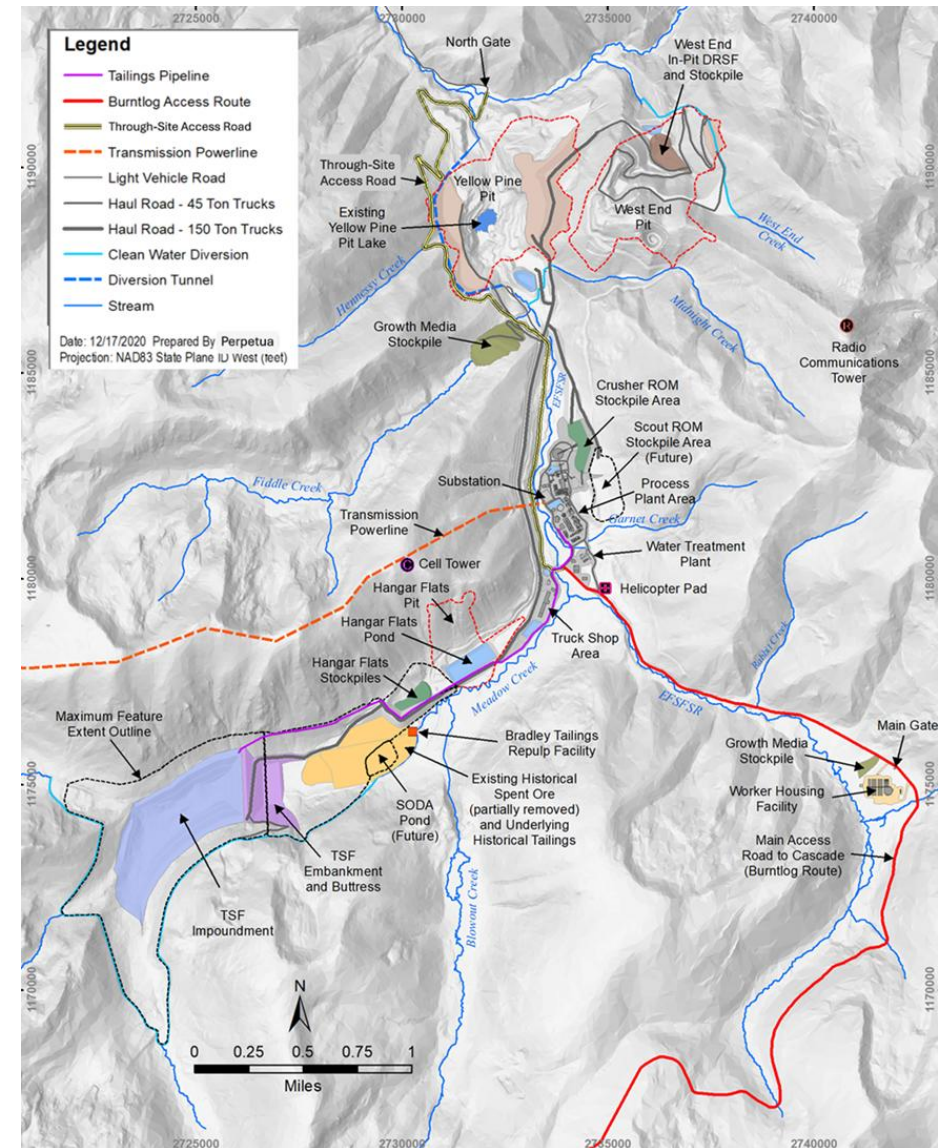 2725000
2730000
2735000
2740000
Legend
Tailings Pipeline
Burntlog Access Route
Through-Site Access Road
Transmission Powerline
Light Vehicle Road
Haul Road - 45 Ton Trucks
Haul Road - 150 Ton Trucks
Clean Water Diversion
Diversion Tunnel
Stream
Date: 12/17/2020 Prepared By Perpetua
Projection: NAD83 State Plane ID West (feet)
North Gate
West End
In-Pit DRSF
and Stockpile
1190000
1190000
Through-Site
Access Road
Yellow Pine
Pit
Existing
Yellow Pine
Pit Lake
West End
Pit
West End
Creek
Hennessy Creek
Midnight Creek
Growth Media
Stockpile
R
Radio
Communications
Tower
1185000
1185000
EFSFSR
Crusher ROM
Stockpile Area
Scout ROM
Stockpile Area
(Future)
Fiddle Creek
Substation
Process
Plant Area
Transmission
Powerline
Garnet Creek
Water Treatment
Plant
C
Cell Tower
1180000
1180000
Helicopter Pad
Hangar Flats
Pit
Hangar Flats
Pond
Truck Shop
Area
Rabbit Creek
Hangar Flats
Stockpiles
Meadow Creek
EFSFSR
Maximum Feature
Extent Outline
Main Gate
Bradley Tailings
Repulp Facility
Growth Media
Stockpile
1175000
1175000
Existing Historical
Spent Ore
(partially removed)
and Underlying
Historical Tailings
Worker Housing
Facility
SODA
Pond
(Future)
Main Access
Road to Cascade
(Burntlog Route)
TSF
Embankment
and Buttress
TSF
Impoundment
Blowout Creek
1170000
1170000
N
0 0.25 0.5 0.75 1
Miles
2725000
2730000
2735000
2740000